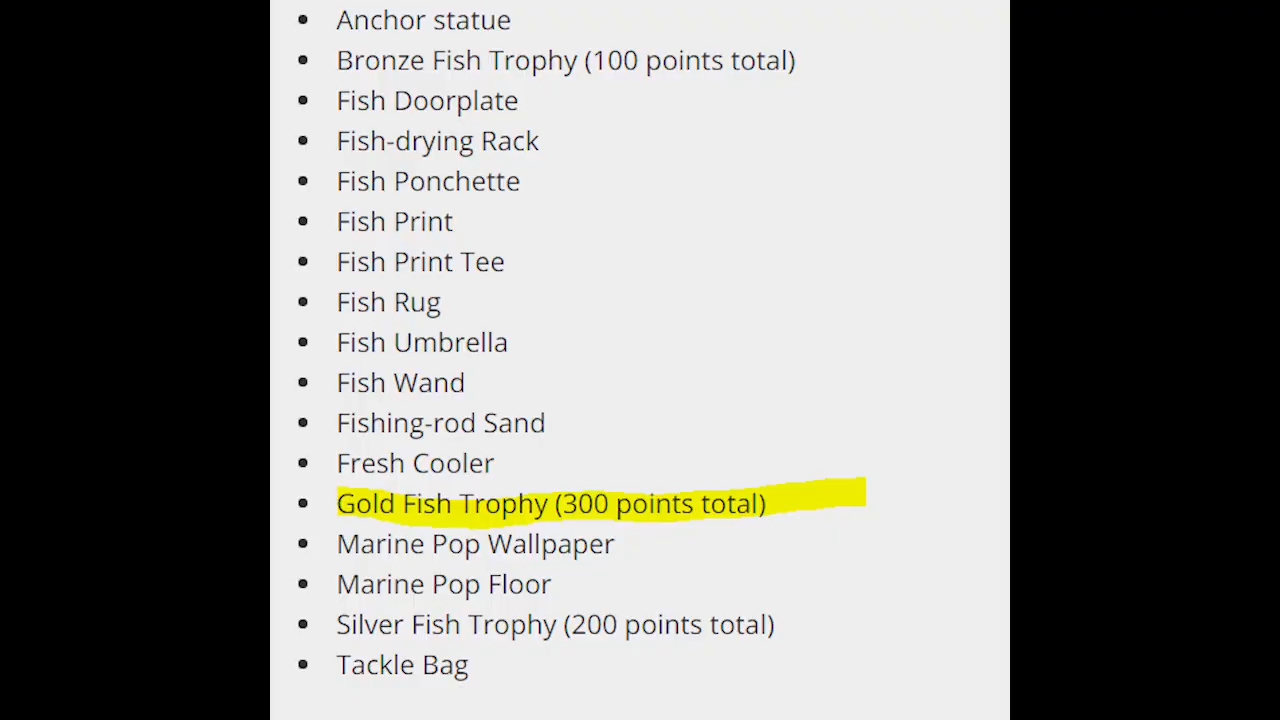 Anchor statue
Bronze Fish Trophy (100 points total)
Fish Doorplate
Fish-drying Rack
Fish Ponchette
Fish Print
Fish Print Tee
Fish Rug
Fish Umbrella
Fish Wand
Fishing-rod Sand
Fresh Cooler
Gold Fish Trophy (300 points total)
Marine Pop Wallpaper
Marine Pop Floor
Silver Fish Trophy (200 points total)
Tackle Bag